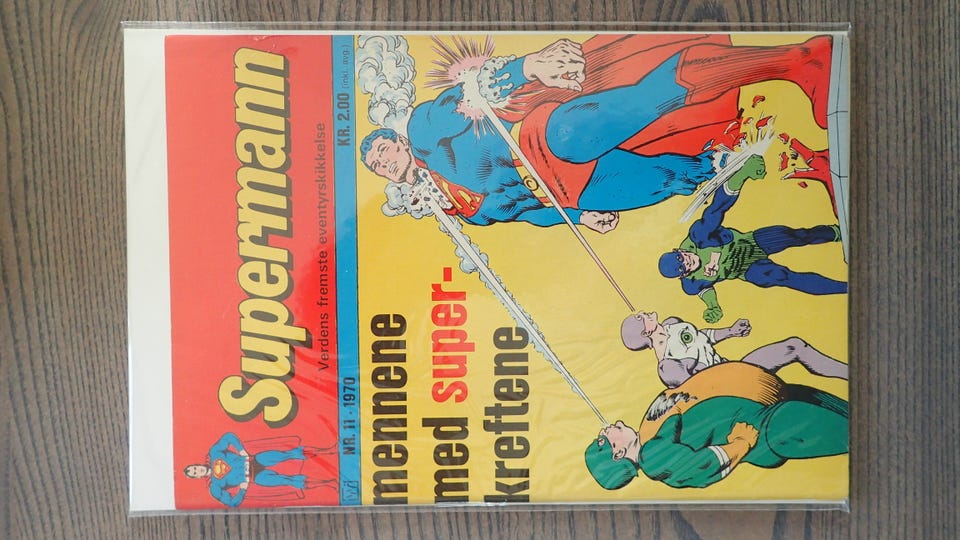 Supermann
Verdens fremste eventyrskikkelse
NR. 11 · 1970
KR. 2.00 (inkl. avg.)
mennene
med super-
kreftene